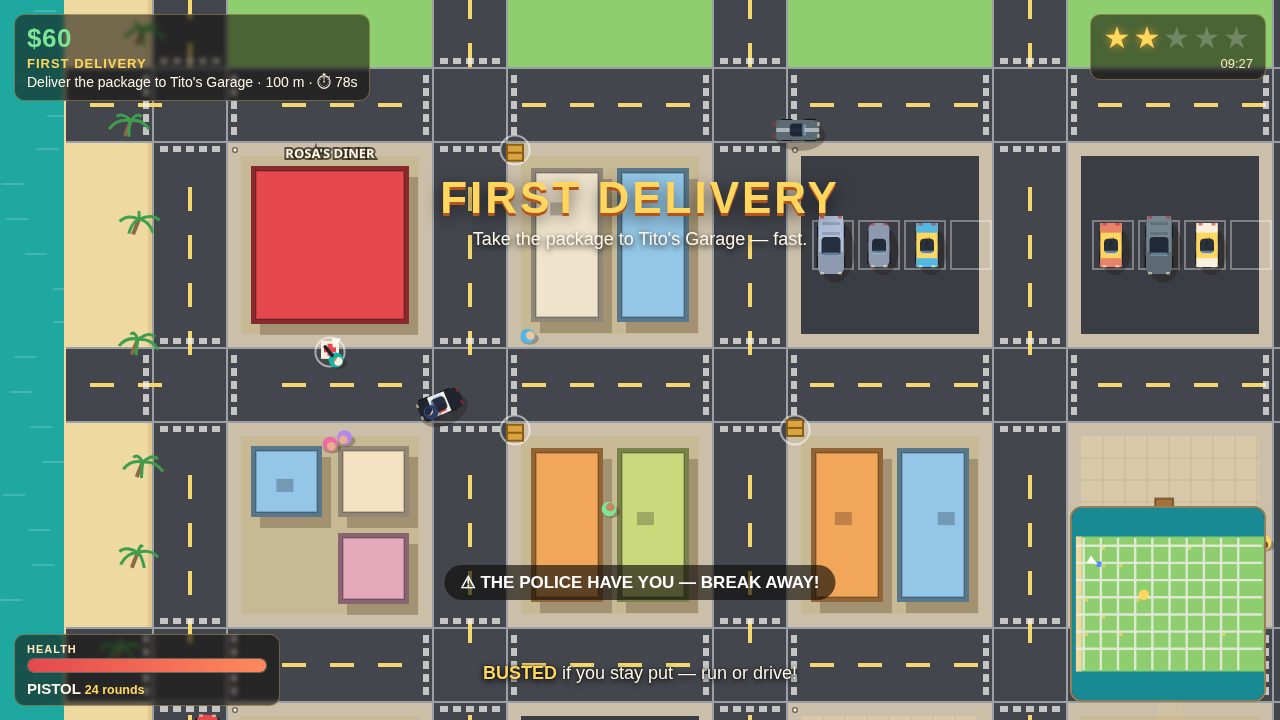 $60
FIRST DELIVERY
Deliver the package to Tito's Garage · 100 m · ⏱ 78s
09:27
ROSA'S DINER
FIRST DELIVERY
Take the package to Tito's Garage — fast.
⚠ THE POLICE HAVE YOU — BREAK AWAY!
HEALTH
PISTOL 24 rounds
BUSTED if you stay put — run or drive!